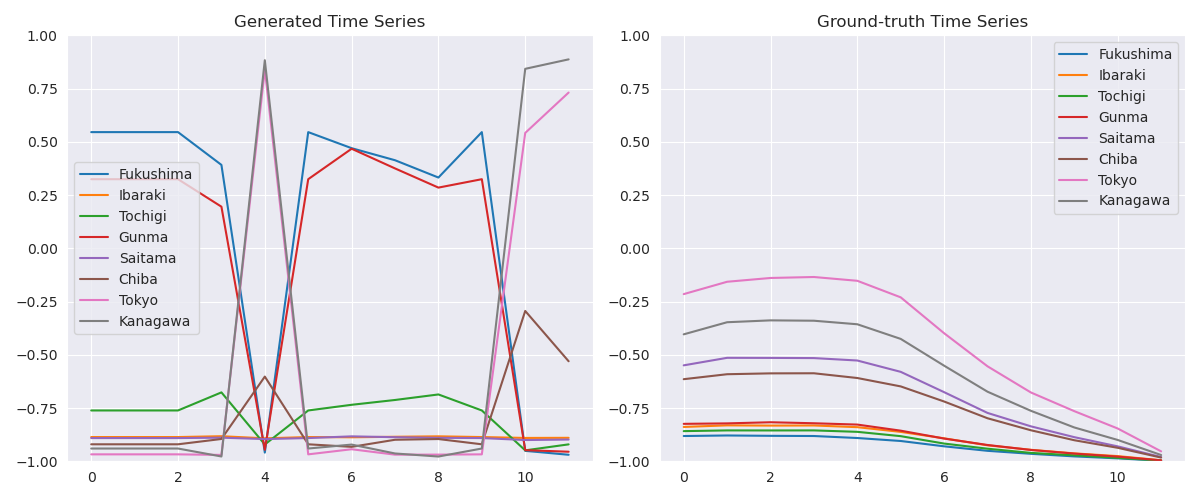 Generated Time Series
1.00
0.75
0.50
0.25
0.00
−0.25
−0.50
−0.75
−1.00
0 2 4 6 8 10
Fukushima
Ibaraki
Tochigi
Gunma
Saitama
Chiba
Tokyo
Kanagawa
Ground-truth Time Series
1.00
0.75
0.50
0.25
0.00
−0.25
−0.50
−0.75
−1.00
0 2 4 6 8 10
Fukushima
Ibaraki
Tochigi
Gunma
Saitama
Chiba
Tokyo
Kanagawa